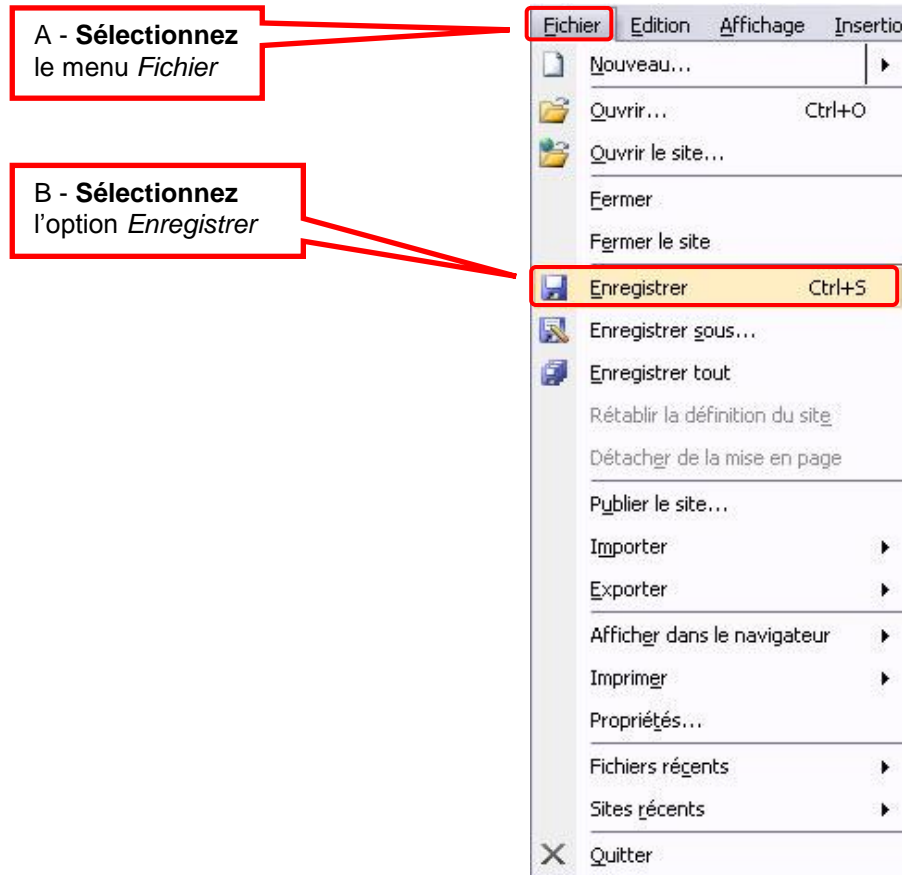 A - Sélectionnez
le menu Fichier
B - Sélectionnez
l'option Enregistrer
Fichier Edition Affichage Insertio
Nouveau...
Ouvrir... Ctrl+O
Ouvrir le site...
Fermer
Fermer le site
Enregistrer Ctrl+S
Enregistrer sous...
Enregistrer tout
Rétablir la définition du site
Détacher de la mise en page
Publier le site...
Importer
Exporter
Afficher dans le navigateur
Imprimer
Propriétés...
Fichiers récents
Sites récents
Quitter